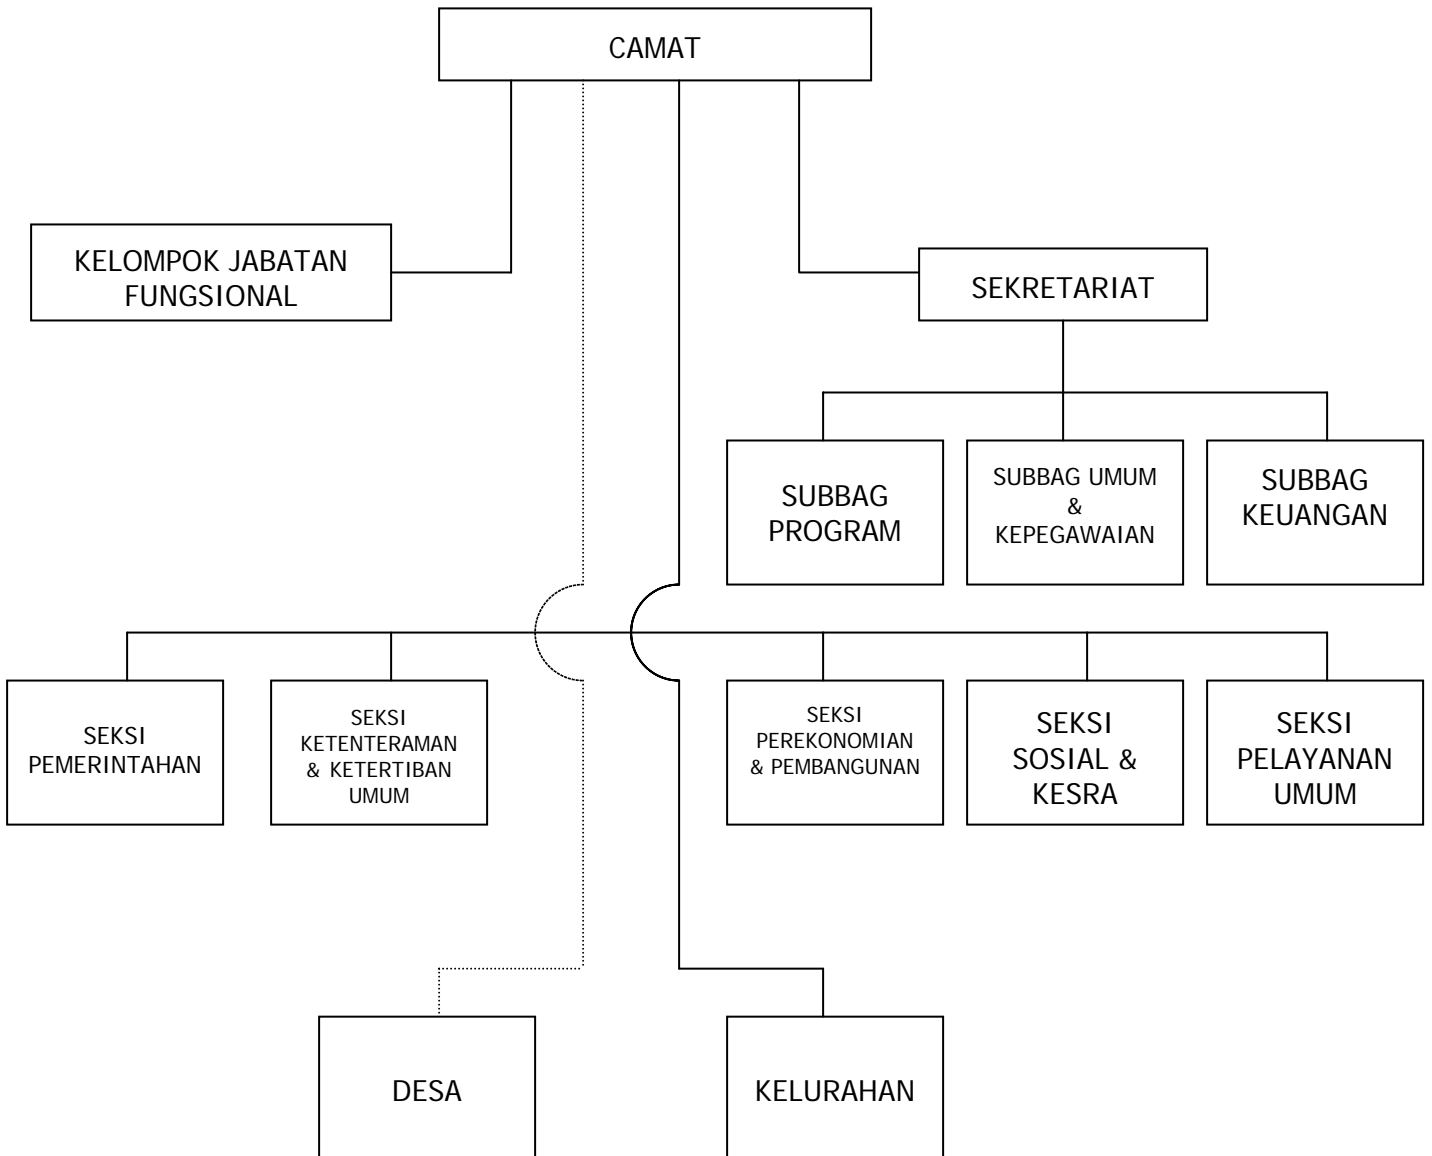 CAMAT
KELOMPOK JABATAN
FUNGSIONAL
SEKRETARIAT
SUBBAG
PROGRAM
SUBBAG UMUM
&
KEPEGAWAIAN
SUBBAG
KEUANGAN
SEKSI
PEMERINTAHAN
SEKSI
KETENTERAMAN
& KETERTIBAN
UMUM
SEKSI
PEREKONOMIAN
& PEMBANGUNAN
SEKSI
SOSIAL &
KESRA
SEKSI
PELAYANAN
UMUM
DESA
KELURAHAN